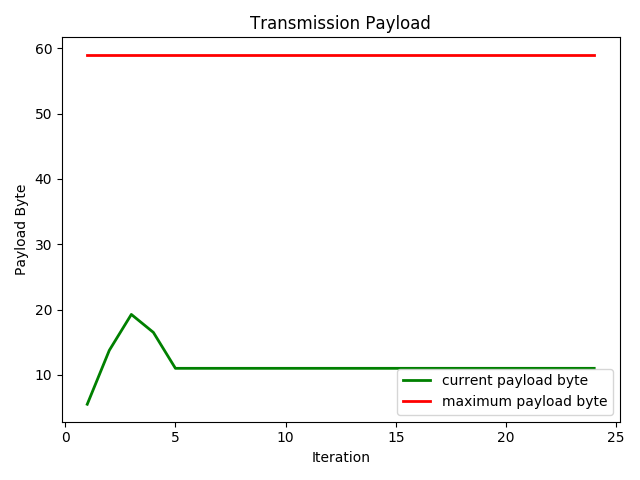 Transmission Payload
60
50
40
30
20
10
Payload Byte
0
5
10
15
20
25
Iteration
current payload byte
maximum payload byte